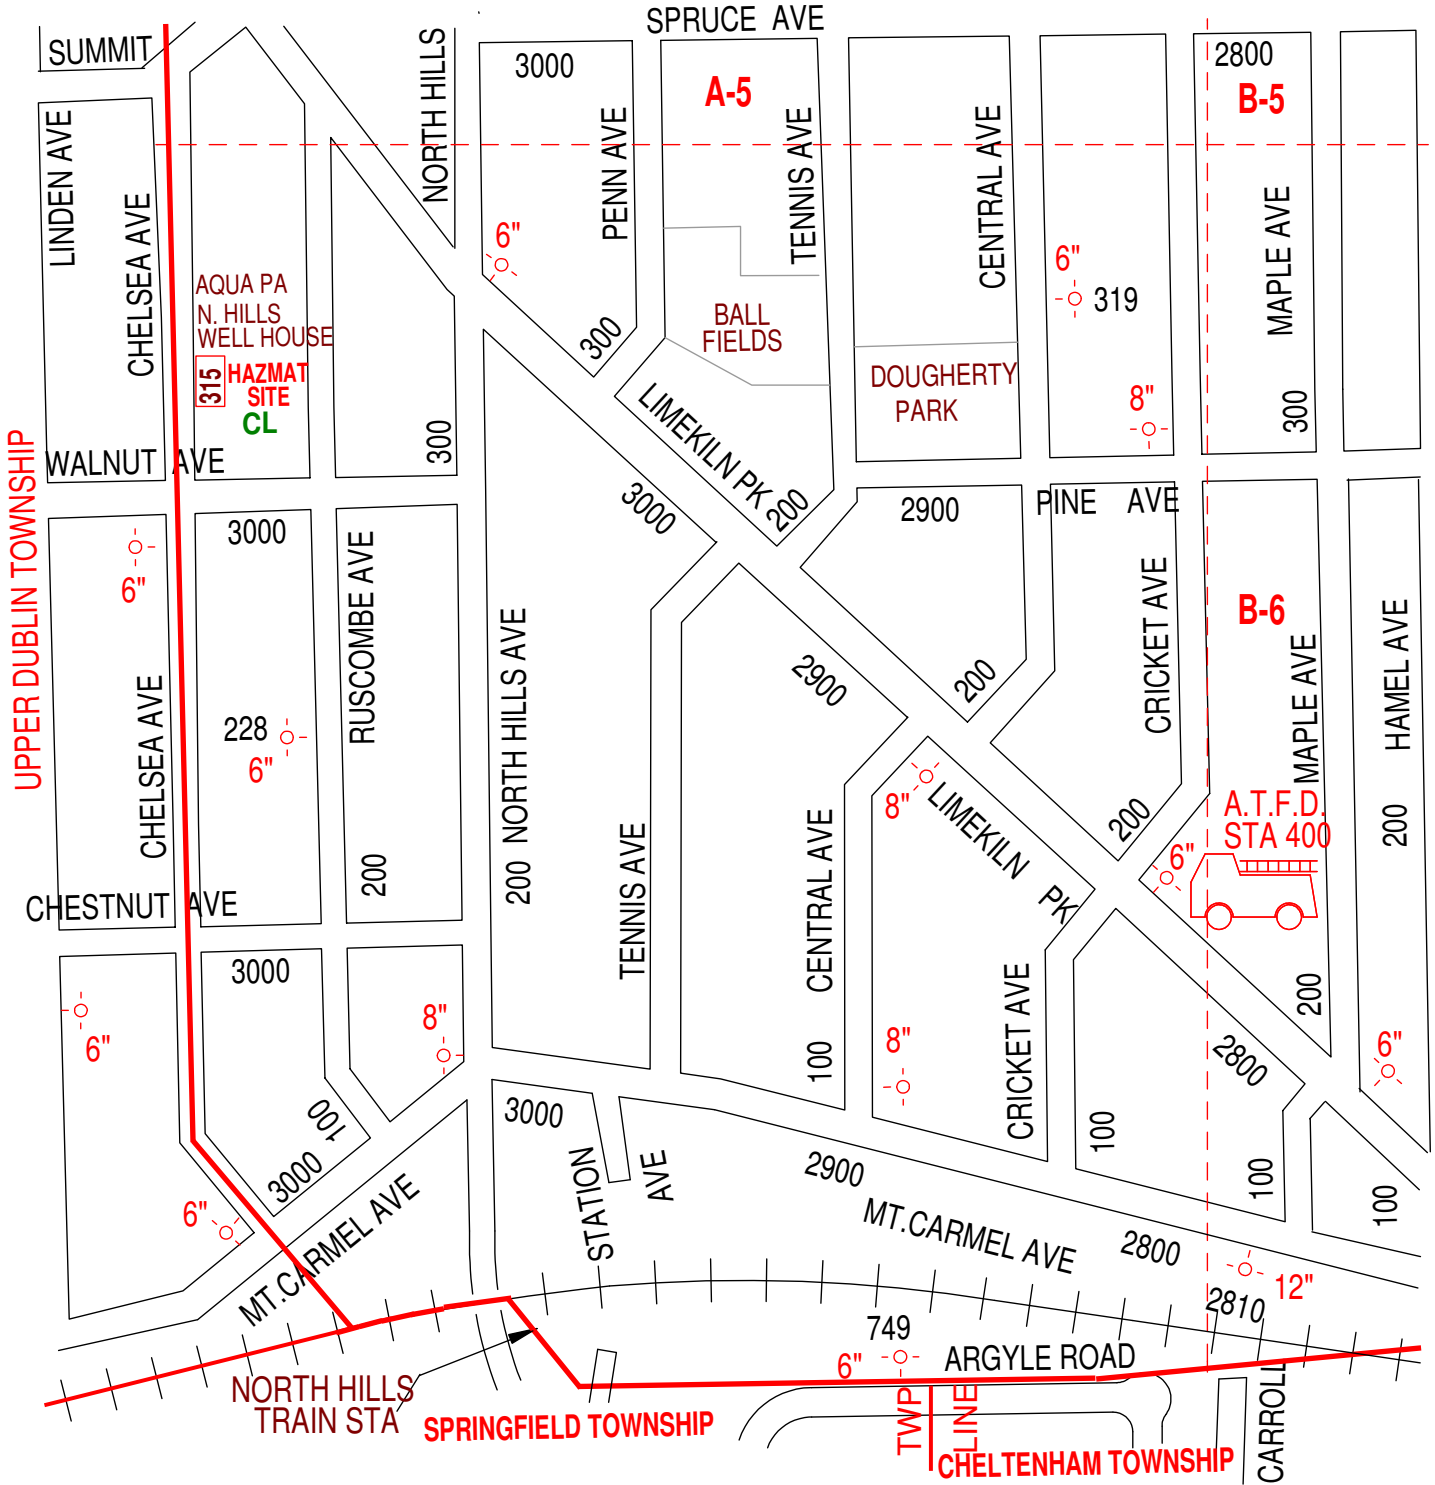 SPRUCE AVE
SUMMIT
NORTH HILLS
3000
2800
A-5
B-5
LINDEN AVE
CHELSEA AVE
PENN AVE
TENNIS AVE
CENTRAL AVE
MAPLE AVE
6"
6"
319
AQUA PA
N. HILLS
WELL HOUSE
315
HAZMAT
SITE
CL
300
BALL
FIELDS
DOUGHERTY
PARK
8"
300
300
LIMEKILN PK
WALNUT AVE
UPPER DUBLIN TOWNSHIP
3000
3000
200
2900
PINE AVE
6"
RUSCOMBE AVE
CRICKET AVE
B-6
HAMEL AVE
MAPLE AVE
200 NORTH HILLS AVE
2900
200
CHELSEA AVE
228
6"
8"
LIMEKILN PK
200
A.T.F.D.
STA 400
200
6"
200
TENNIS AVE
CENTRAL AVE
CHESTNUT AVE
3000
CRICKET AVE
200
6"
8"
8"
100
2800
6"
100
3000
100
3000
STATION AVE
2900
100
100
100
6"
MT.CARMEL AVE
MT.CARMEL AVE
2800
12"
2810
749
6"
ARGYLE ROAD
NORTH HILLS
TRAIN STA
SPRINGFIELD TOWNSHIP
TWP LINE
CHELTENHAM TOWNSHIP
CARROLL